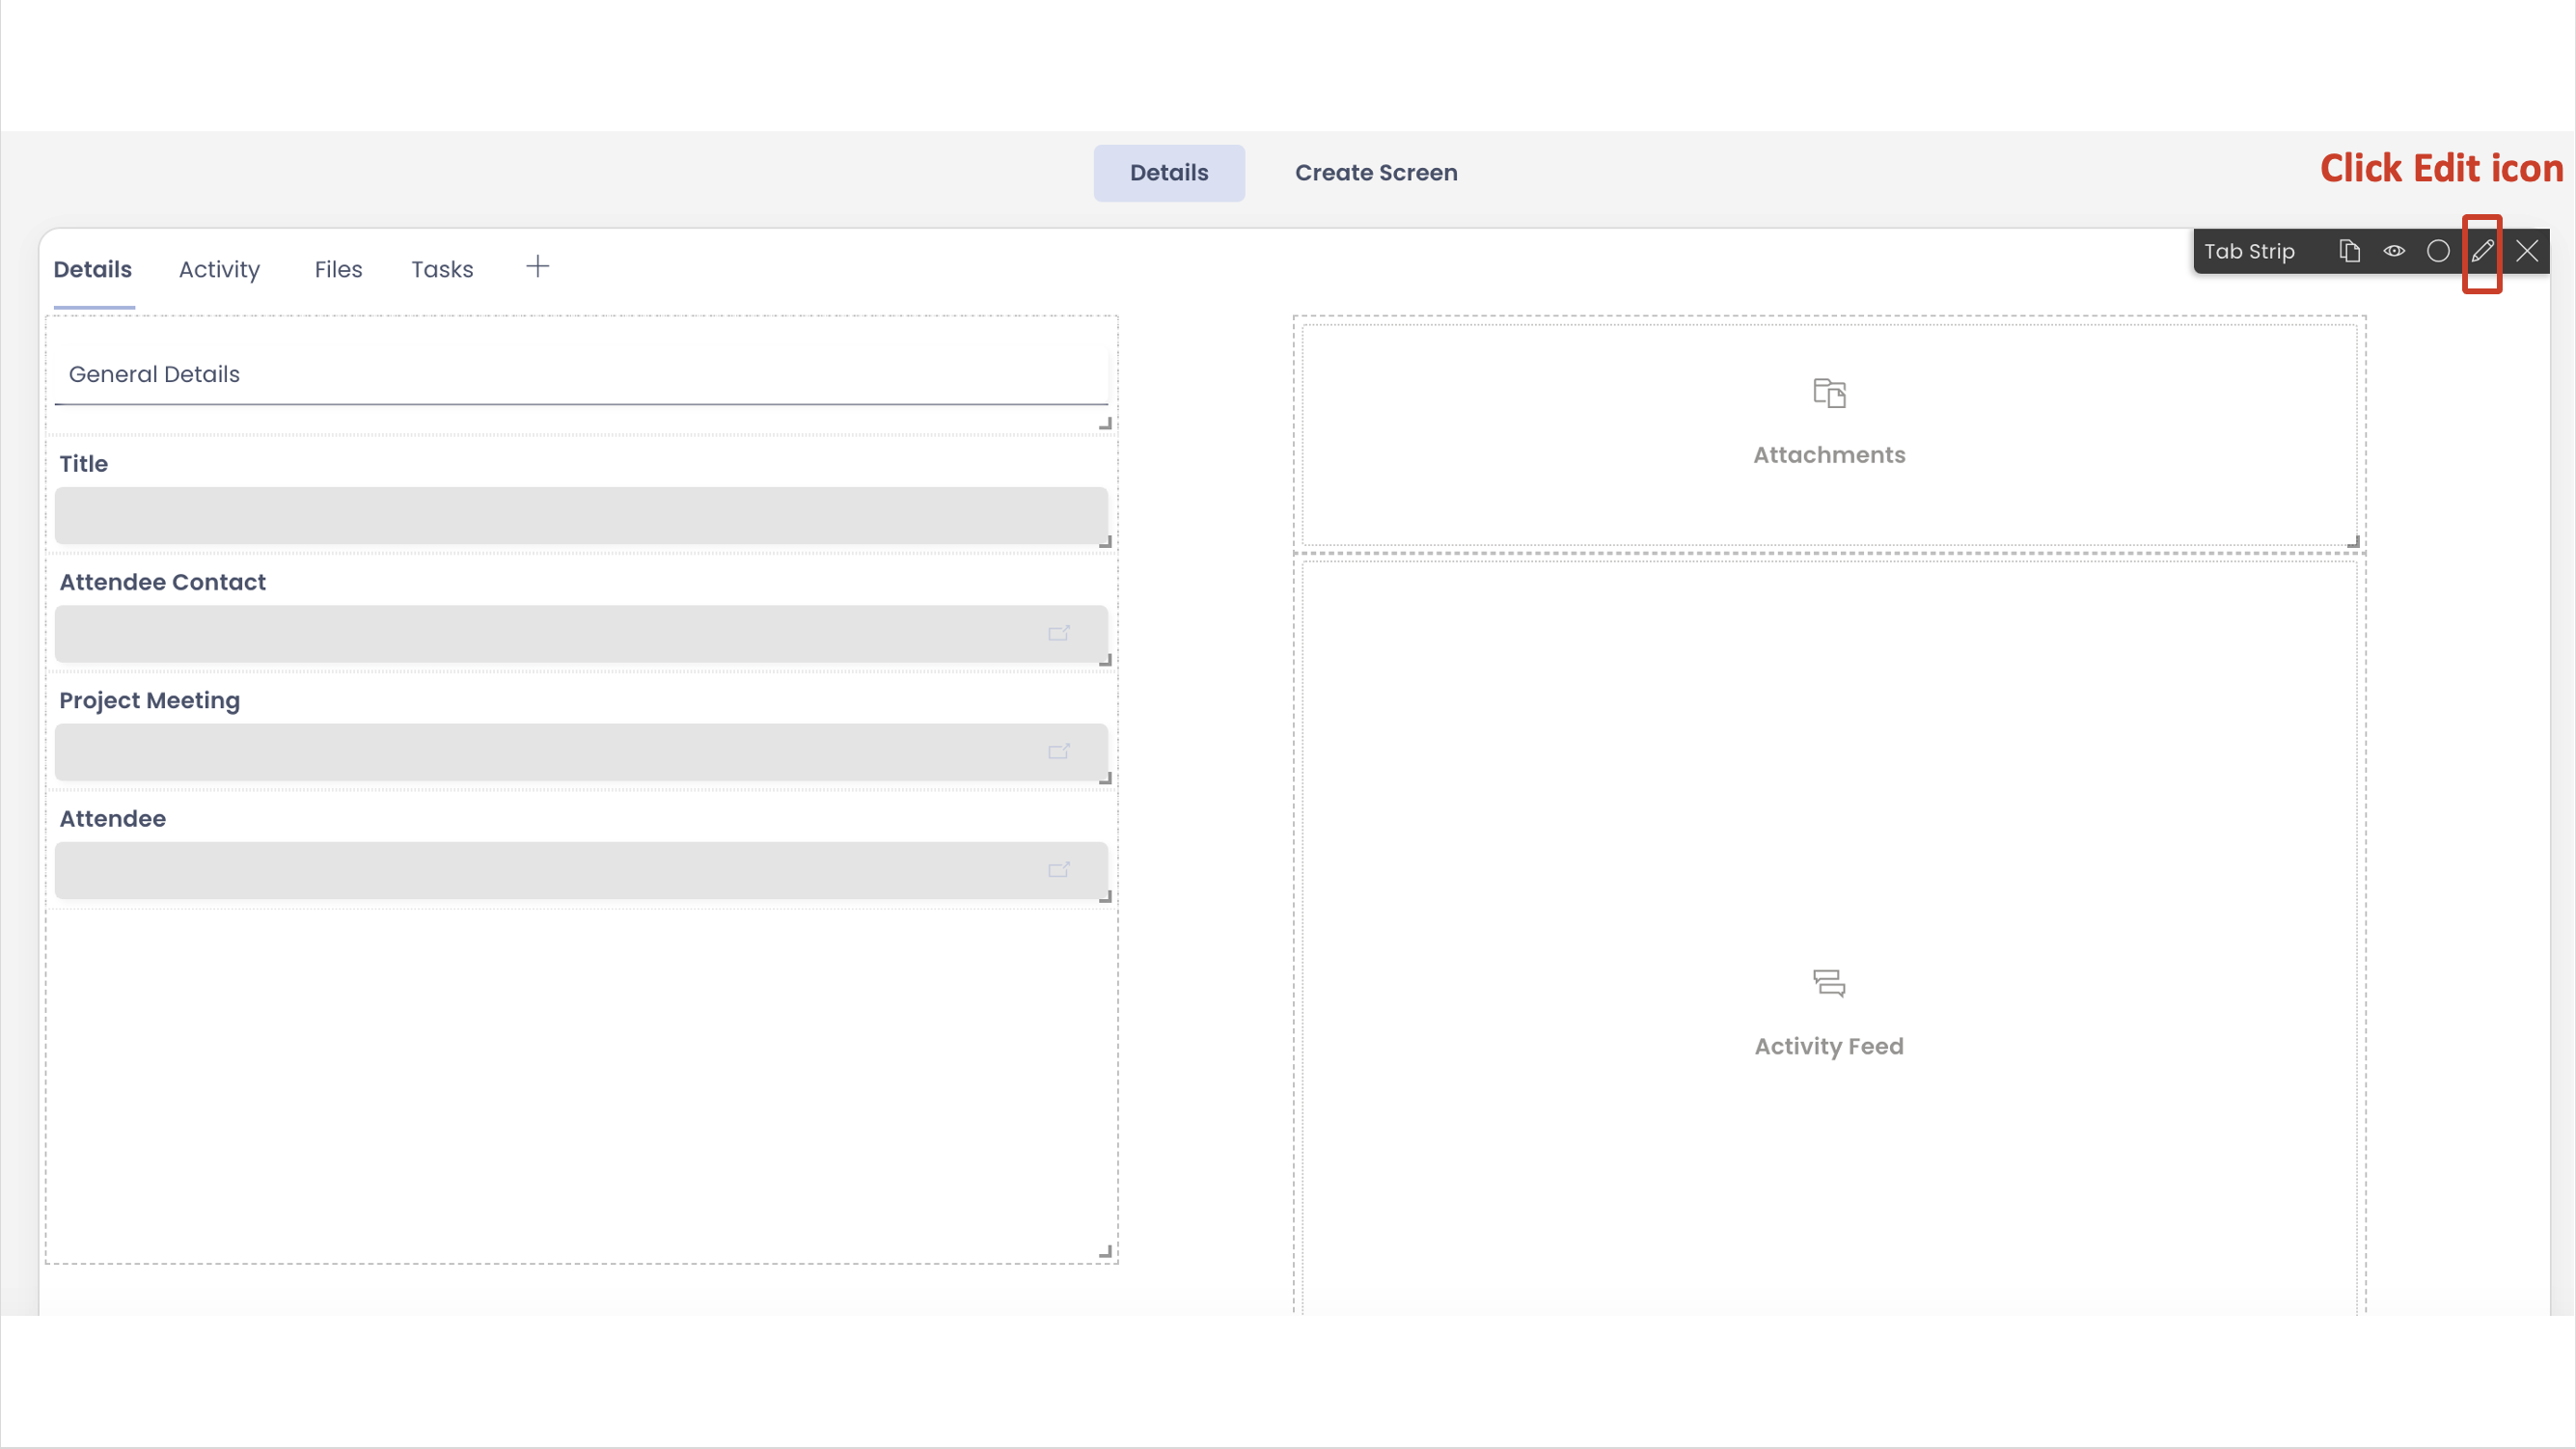 Details
Create Screen
Click Edit icon
Details
Activity
Files
Tasks
Tab Strip
General Details
Title
Attendee Contact
Project Meeting
Attendee
Attachments
Activity Feed